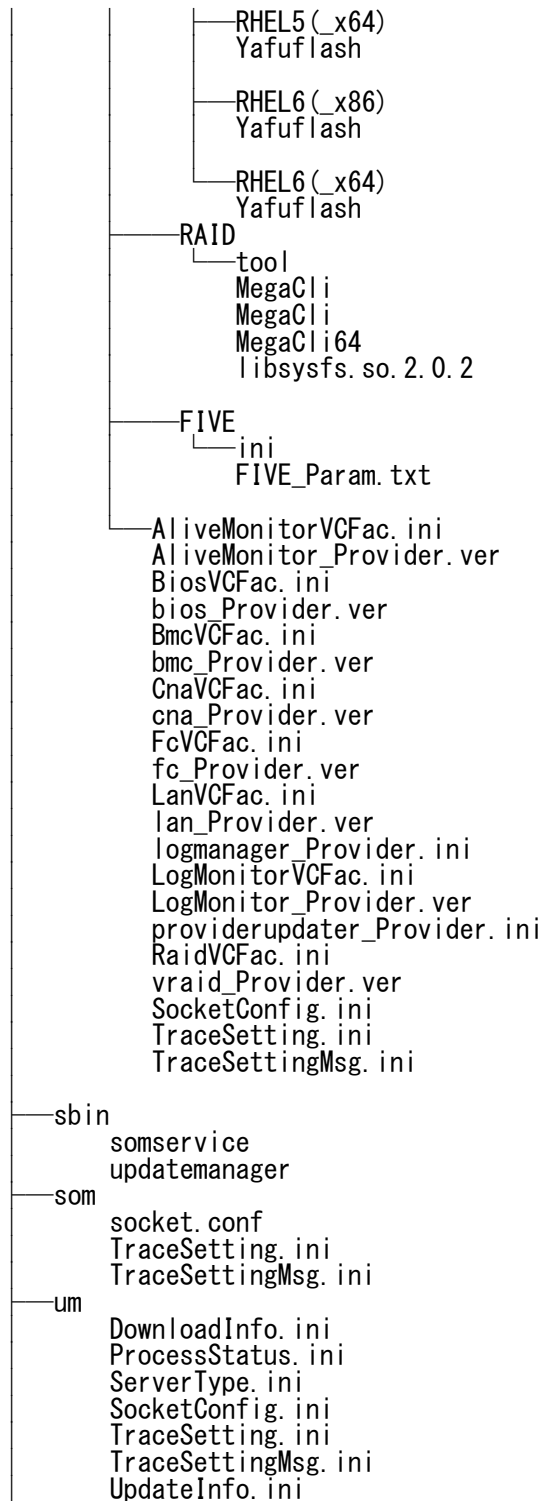 RHEL5(_x64)
Yafuflash
RHEL6(_x86)
Yafuflash
RHEL6(_x64)
Yafuflash
RAID
tool
MegaCli
MegaCli
MegaCli64
libsysfs.so.2.0.2
FIVE
ini
FIVE_Param.txt
AliveMonitorVCFac.ini
AliveMonitor_Provider.ver
BiosVCFac.ini
bios_Provider.ver
BmcVCFac.ini
bmc_Provider.ver
CnaVCFac.ini
cna_Provider.ver
FcVCFac.ini
fc_Provider.ver
LanVCFac.ini
lan_Provider.ver
logmanager_Provider.ini
LogMonitorVCFac.ini
LogMonitor_Provider.ver
providerupdater_Provider.ini
RaidVCFac.ini
vraid_Provider.ver
SocketConfig.ini
TraceSetting.ini
TraceSettingMsg.ini
sbin
somservice
updatemanager
som
socket.conf
TraceSetting.ini
TraceSettingMsg.ini
um
DownloadInfo.ini
ProcessStatus.ini
ServerType.ini
SocketConfig.ini
TraceSetting.ini
TraceSettingMsg.ini
UpdateInfo.ini